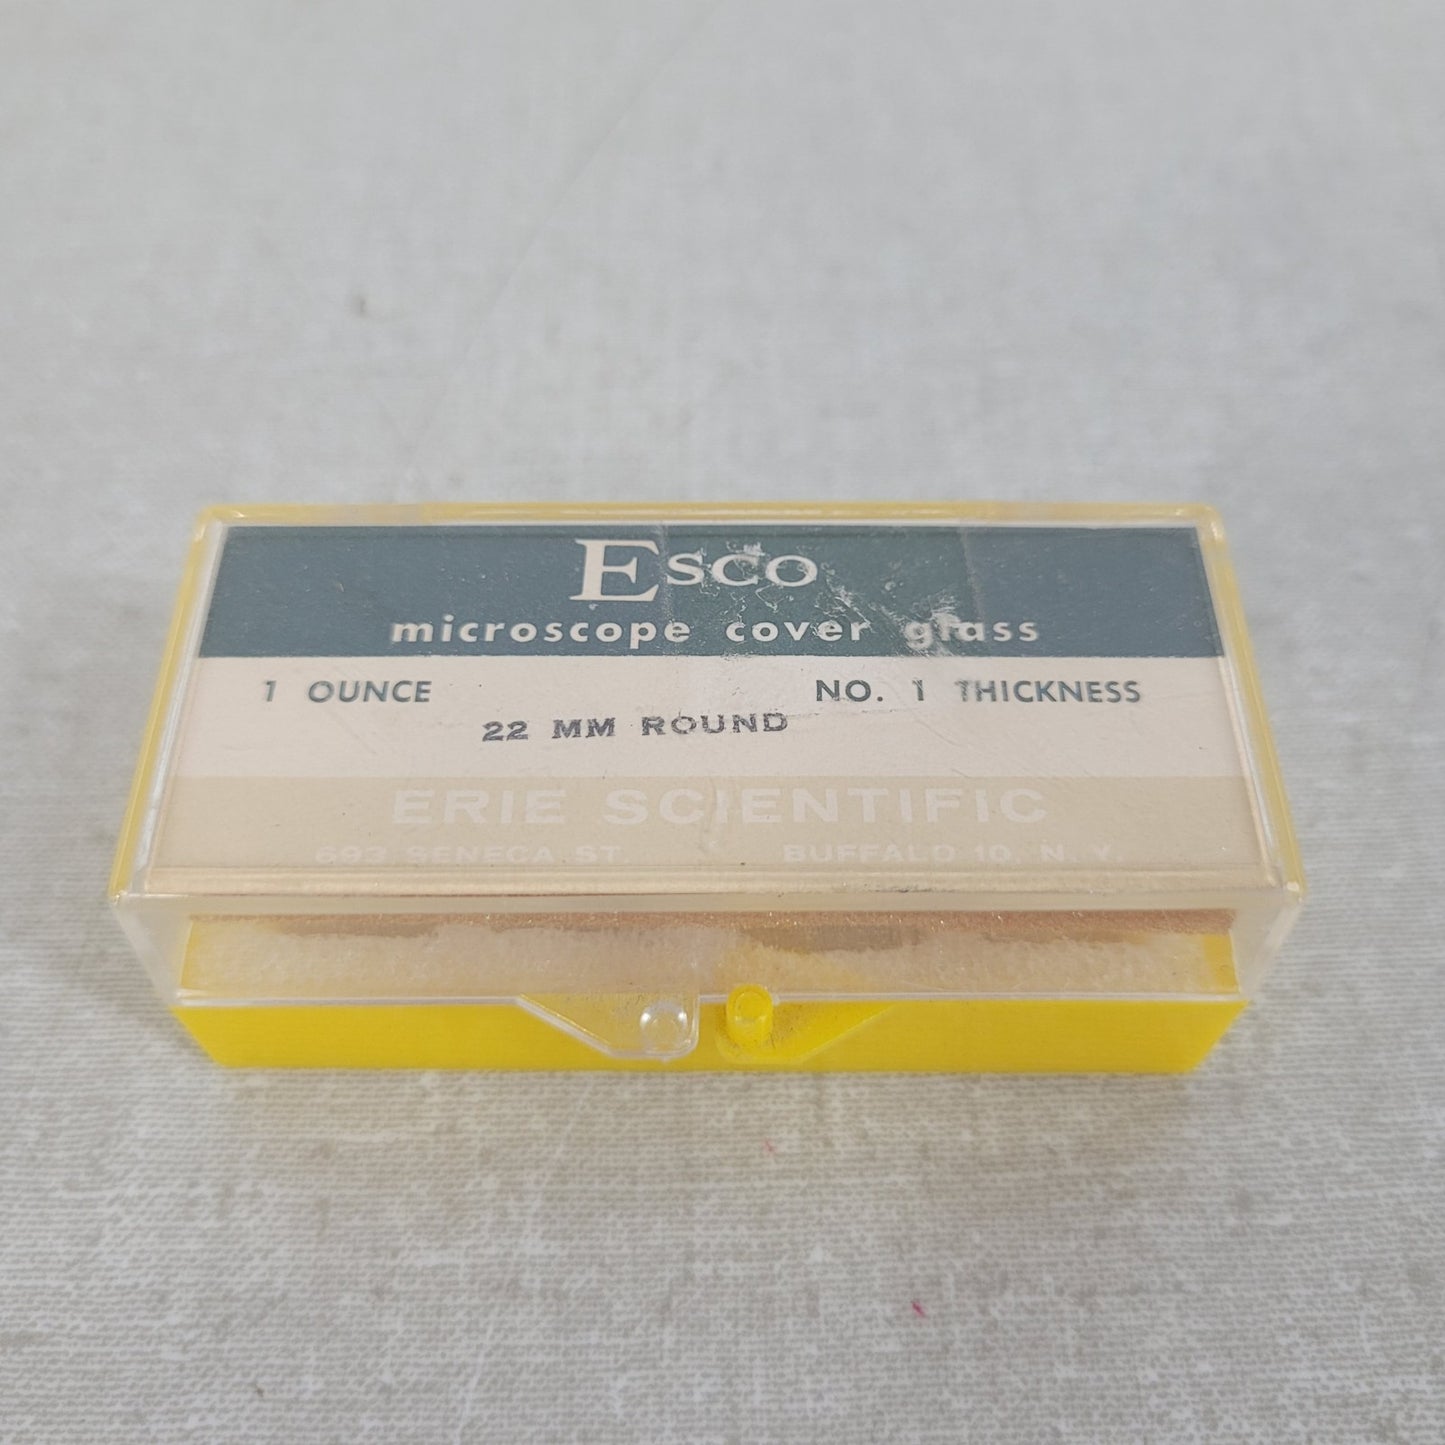 ESCO
microscope cover glass
1 OUNCE NO. 1 THICKNESS
22 MM ROUND
ERIE SCIENTIFIC
693 SENECA ST. BUFFALO 10, N. Y.